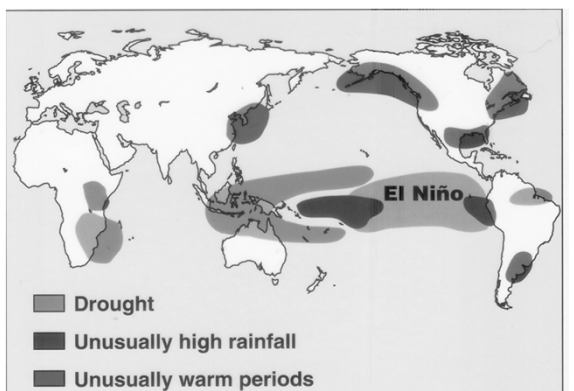 El Niño
Drought
Unusually high rainfall
Unusually warm periods